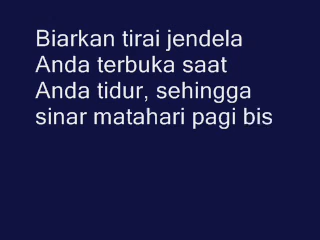 Biarkan tirai jendela
Anda terbuka saat
Anda tidur, sehingga
sinar matahari pagi bis